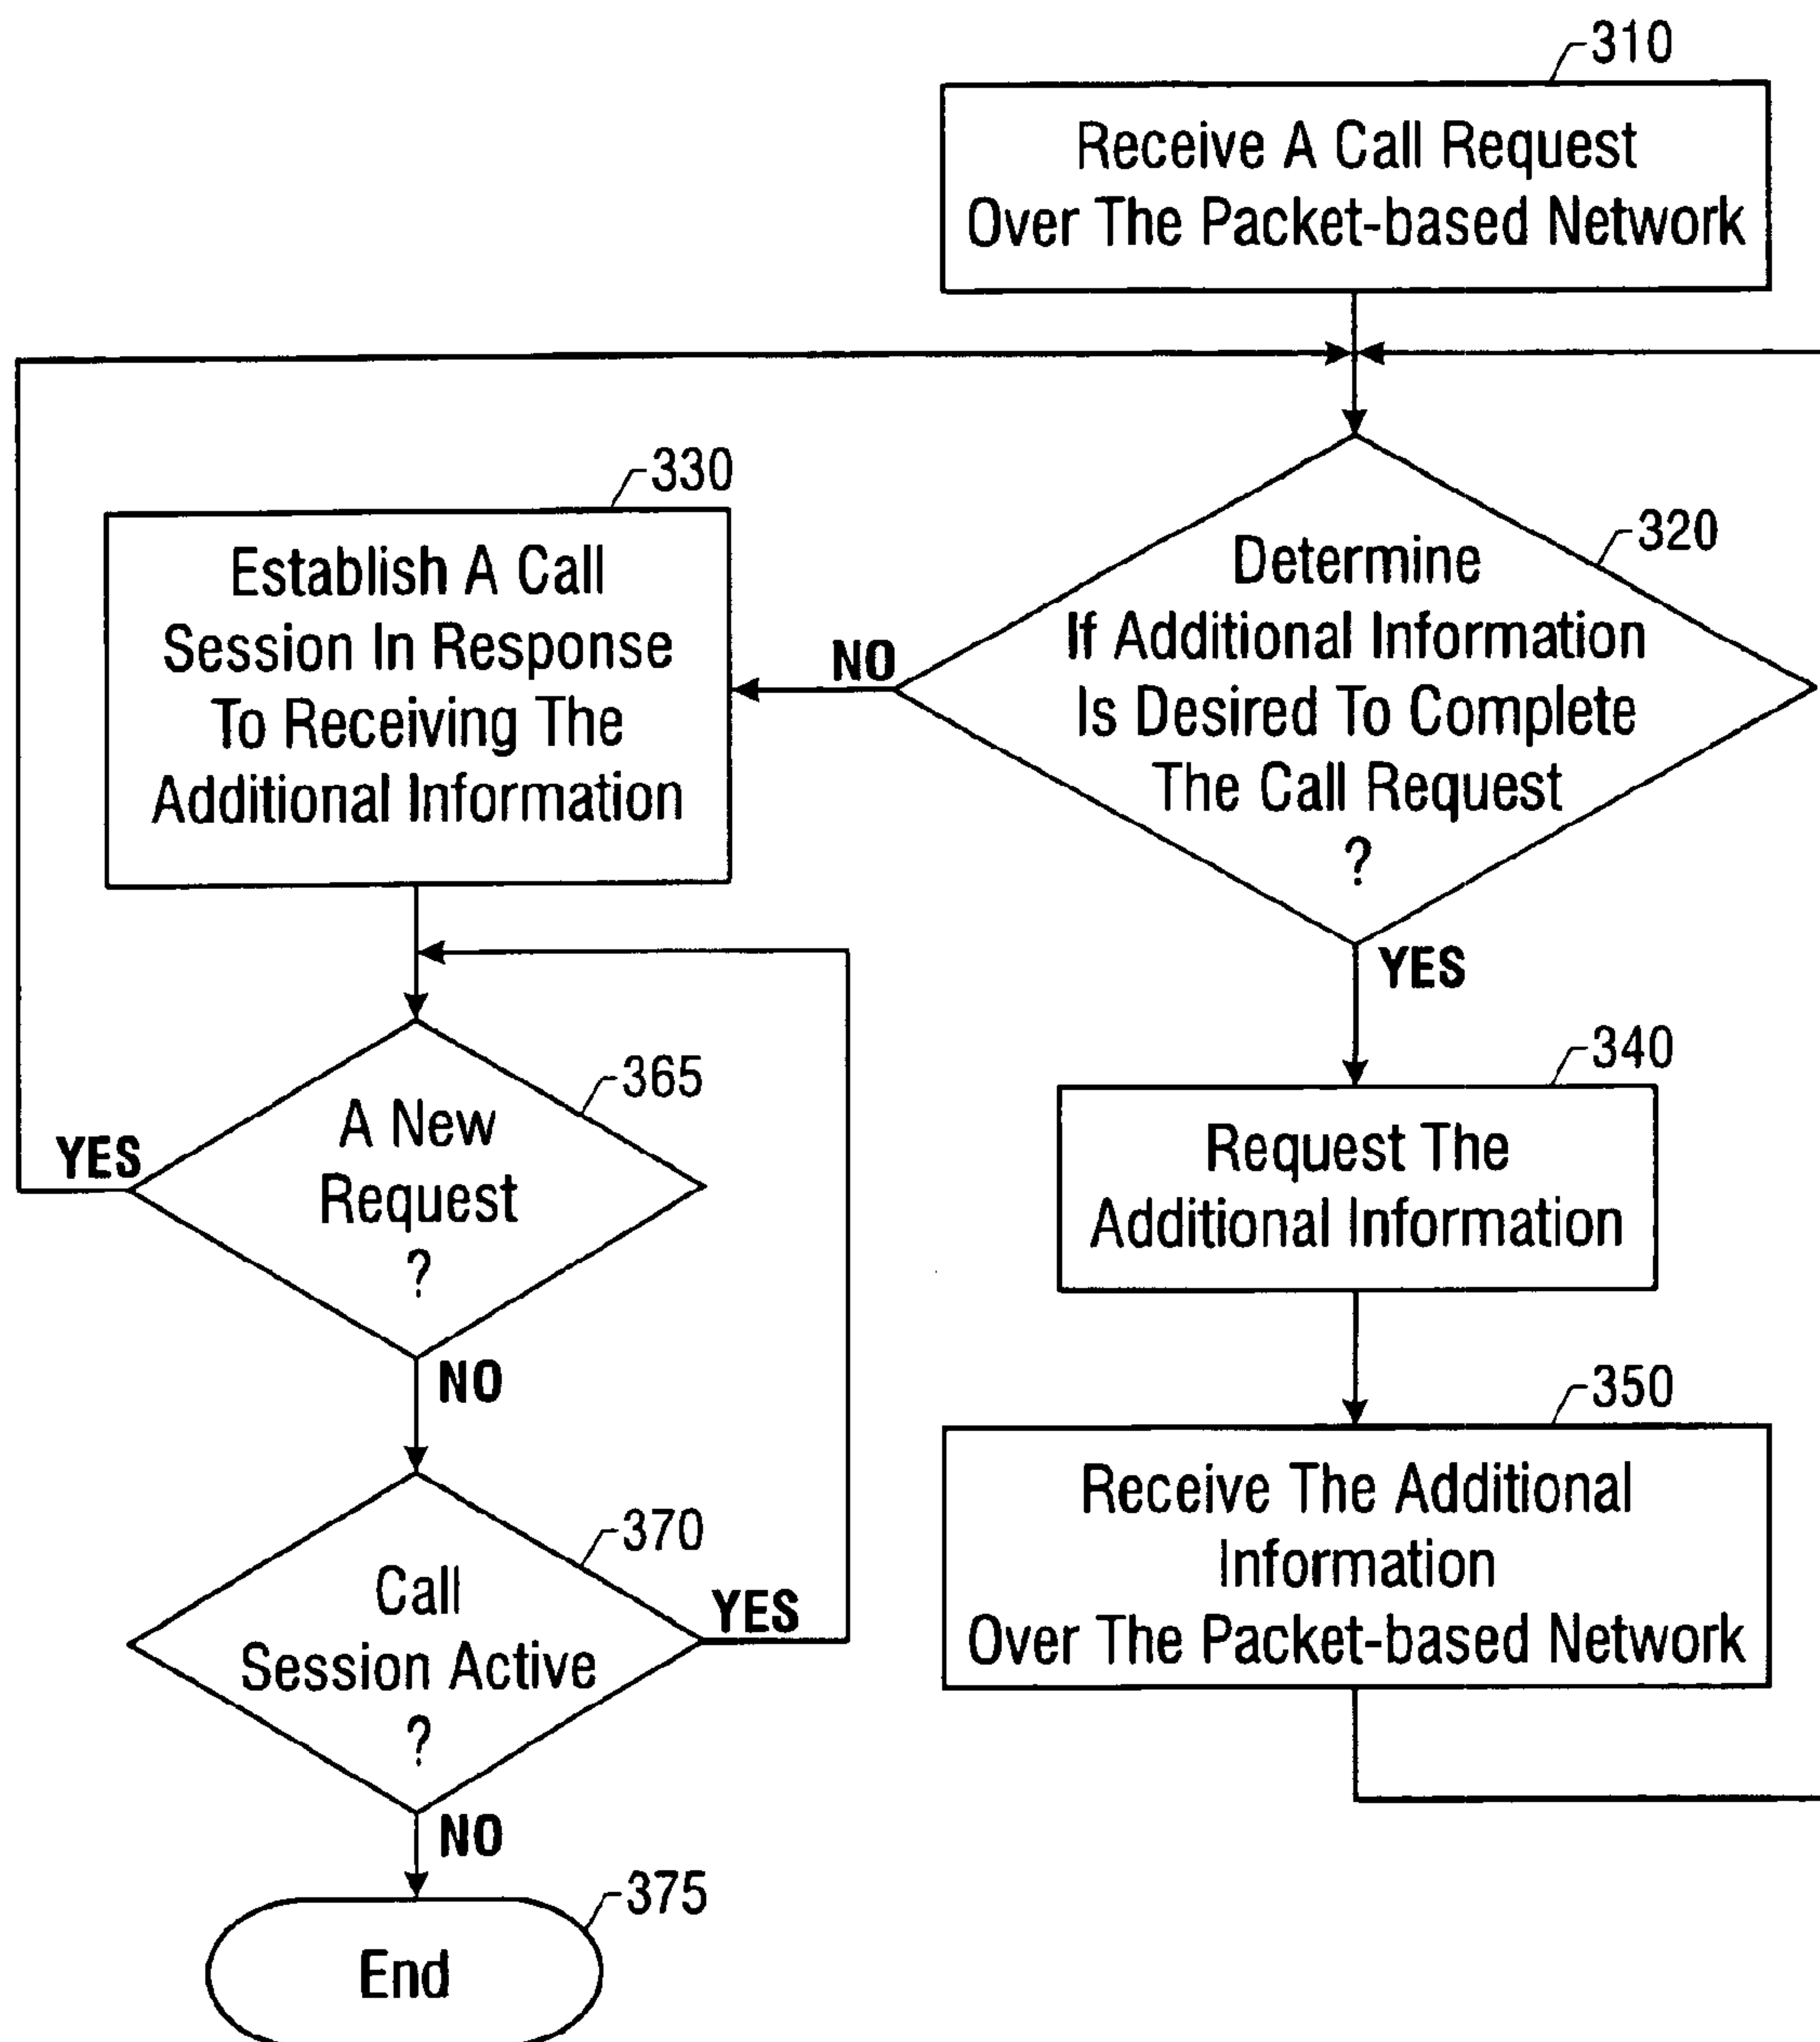 310
Receive A Call Request
Over The Packet-based Network
320
Determine
If Additional Information
Is Desired To Complete
The Call Request
?
NO
YES
330
Establish A Call
Session In Response
To Receiving The
Additional Information
340
Request The
Additional Information
350
Receive The Additional
Information
Over The Packet-based Network
365
A New
Request
?
YES
NO
370
Call
Session Active
?
YES
NO
375
End